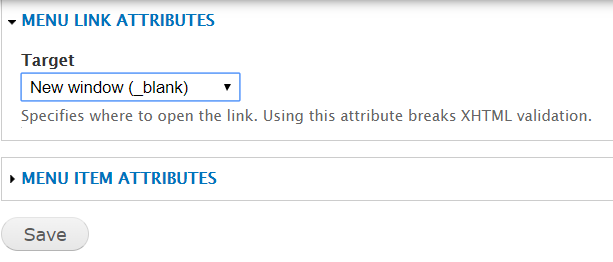 MENU LINK ATTRIBUTES
Target
New window (_blank)
Specifies where to open the link. Using this attribute breaks XHTML validation.
MENU ITEM ATTRIBUTES
Save